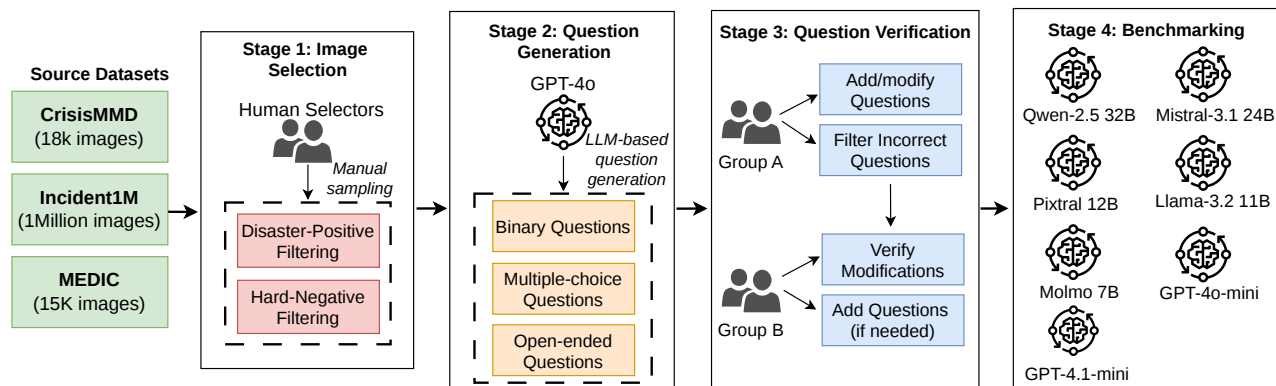 Source Datasets
CrisisMMD
(18k images)
Incident1M
(1Million images)
MEDIC
(15K images)
Stage 1: Image
Selection
Human Selectors
Manual
sampling
Disaster-Positive
Filtering
Hard-Negative
Filtering
Stage 2: Question
Generation
GPT-4o
LLM-based
question
generation
Binary Questions
Multiple-choice
Questions
Open-ended
Questions
Stage 3: Question Verification
Group A
Add/modify
Questions
Filter Incorrect
Questions
Group B
Verify
Modifications
Add Questions
(if needed)
Stage 4: Benchmarking
Qwen-2.5 32B
Mistral-3.1 24B
Pixtral 12B
Llama-3.2 11B
Molmo 7B
GPT-4o-mini
GPT-4.1-mini